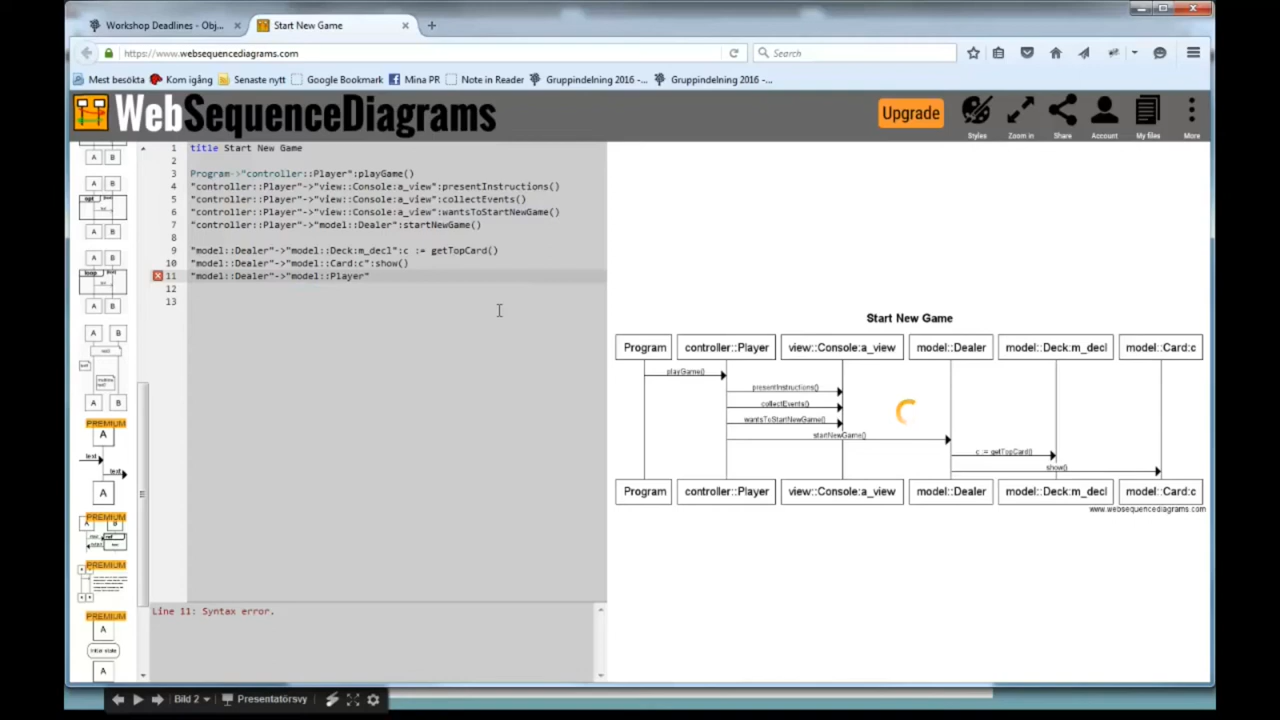 Workshop Deadlines - Obj...
Start New Game
https://www.websequencediagrams.com
Search
Mest besökta
Kom igång
Senaste nytt
Google Bookmark
Mina PR
Note in Reader
Gruppindelning 2016 -...
Gruppindelning 2016 -...
WebSequenceDiagrams
Upgrade
Styles
Zoom in
Share
Account
My files
More
1 title Start New Game
2
3 Program->"controller::Player":playGame()
4 "controller::Player"->"view::Console:a_view":presentInstructions()
5 "controller::Player"->"view::Console:a_view":collectEvents()
6 "controller::Player"->"view::Console:a_view":wantsToStartNewGame()
7 "controller::Player"->"model::Dealer":startNewGame()
8
9 "model::Dealer"->"model::Deck:m_decl":c := getTopCard()
10 "model::Dealer"->"model::Card:c":show()
11 "model::Dealer"->"model::Player"
12
13
Line 11: Syntax error.
A B
A B
A B
A B
A B
A B
A B
PREMIUM
A
text
text
A
PREMIUM
A B
PREMIUM
PREMIUM
A
A
Start New Game
Program
controller::Player
view::Console:a_view
model::Dealer
model::Deck:m_decl
model::Card:c
playGame()
presentInstructions()
collectEvents()
wantsToStartNewGame()
startNewGame()
c := getTopCard()
show()
Program
controller::Player
view::Console:a_view
model::Dealer
model::Deck:m_decl
model::Card:c
www.websequencediagrams.com
Bild 2
Presentatörsvy